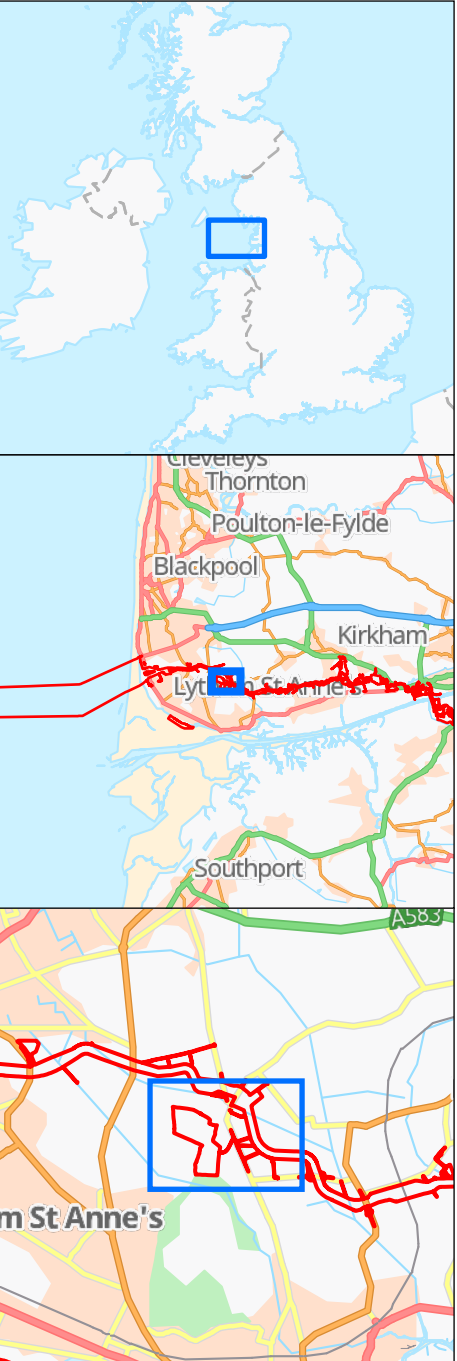 Cleveleys
Thornton
Poulton-le-Fylde
Blackpool
Kirkham
Lytham St Anne's
Southport
A583
m St Anne's